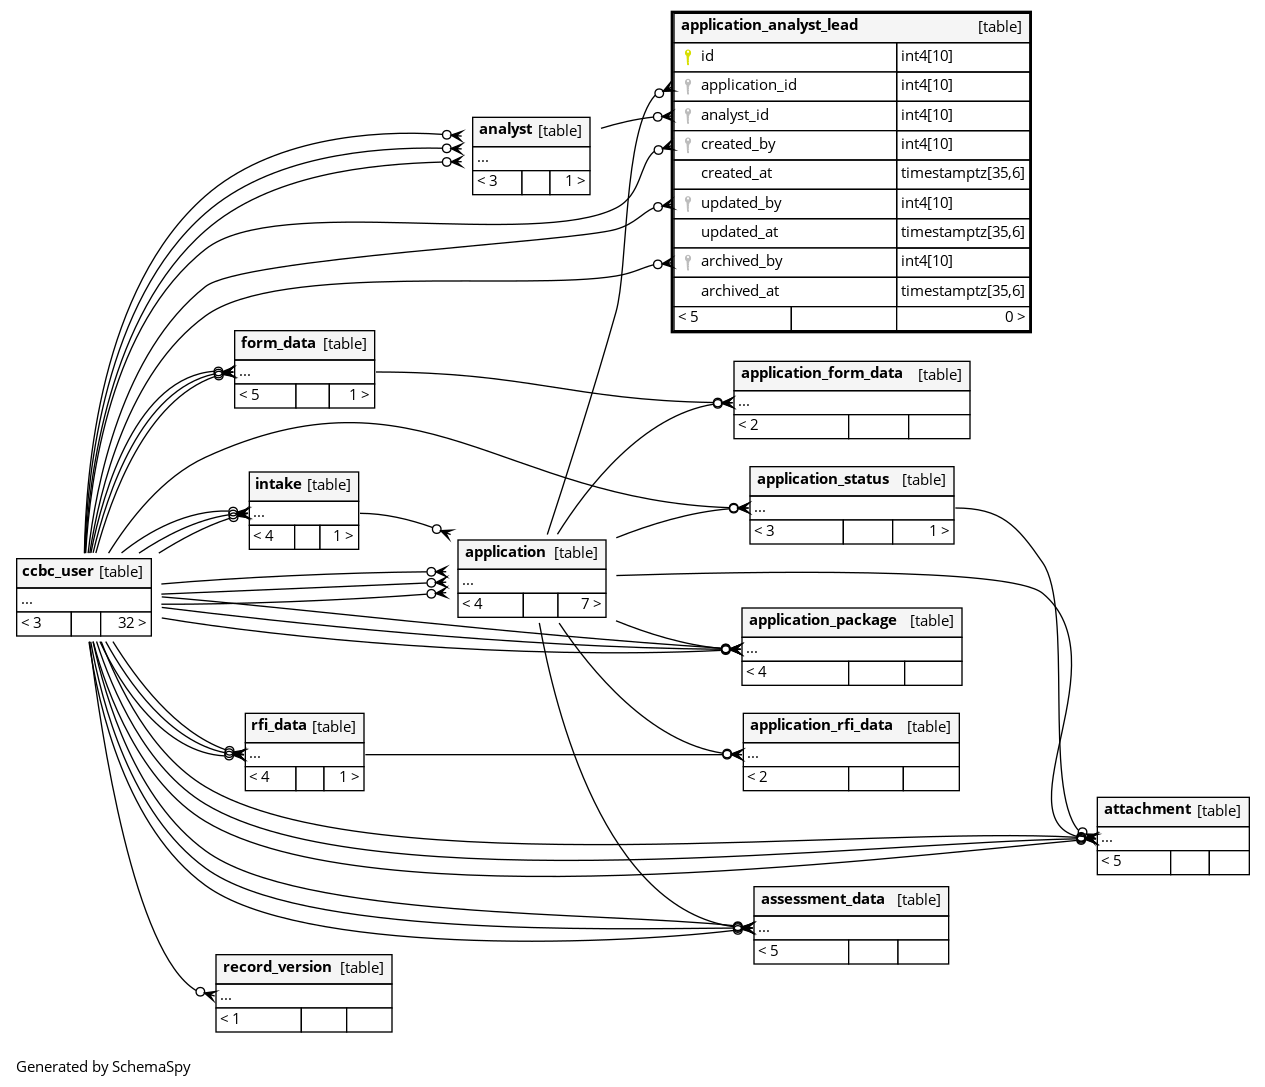 application_analyst_lead [table]
id int4[10]
application_id int4[10]
analyst_id int4[10]
created_by int4[10]
created_at timestamptz[35,6]
updated_by int4[10]
updated_at timestamptz[35,6]
archived_by int4[10]
archived_at timestamptz[35,6]
< 5 0 >
analyst [table]
...
< 3 1 >
form_data [table]
...
< 5 1 >
application_form_data [table]
...
< 2
intake [table]
...
< 4 1 >
application_status [table]
...
< 3 1 >
ccbc_user [table]
...
< 3 32 >
application [table]
...
< 4 7 >
application_package [table]
...
< 4
rfi_data [table]
...
< 4 1 >
application_rfi_data [table]
...
< 2
attachment [table]
...
< 5
assessment_data [table]
...
< 5
record_version [table]
...
< 1
Generated by SchemaSpy